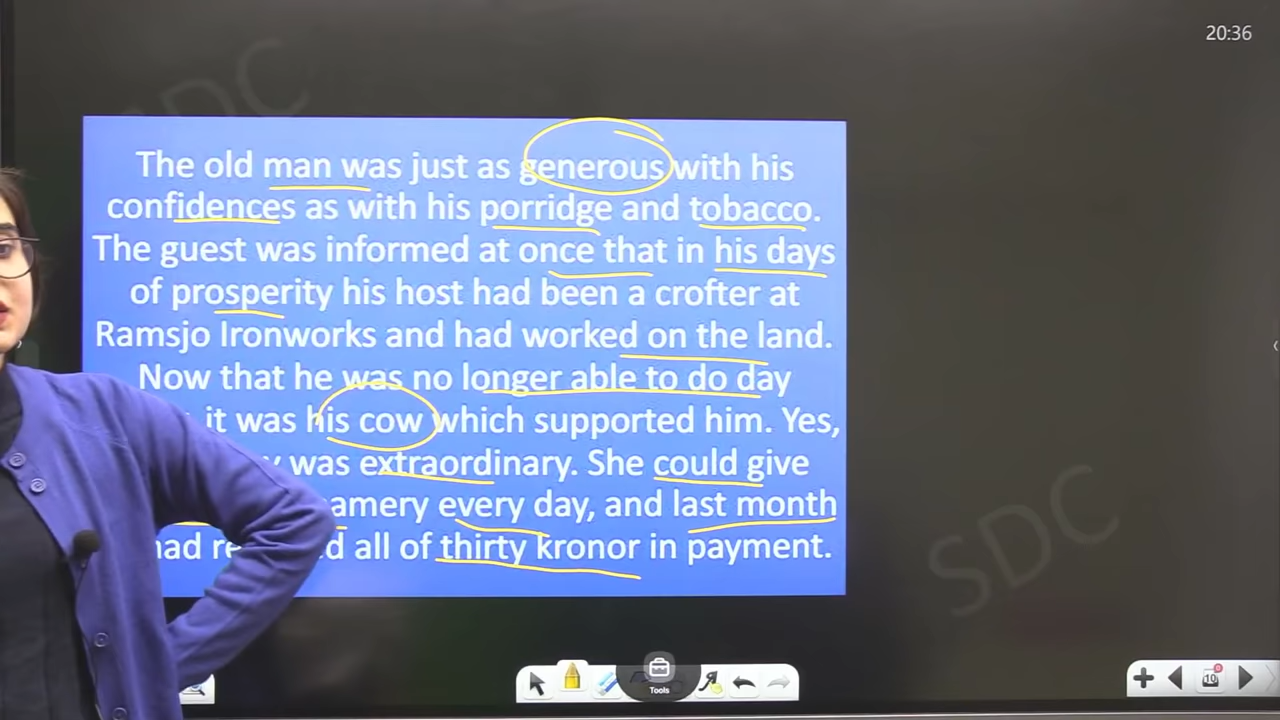 20:36
SDC
The old man was just as generous with his
confidences as with his porridge and tobacco.
The guest was informed at once that in his days
of prosperity his host had been a crofter at
Ramsjo Ironworks and had worked on the land.
Now that he was no longer able to do day
it was his cow which supported him. Yes,
was extraordinary. She could give
every day, and last month
had all of thirty kronor in payment.
SDC
Tools
10